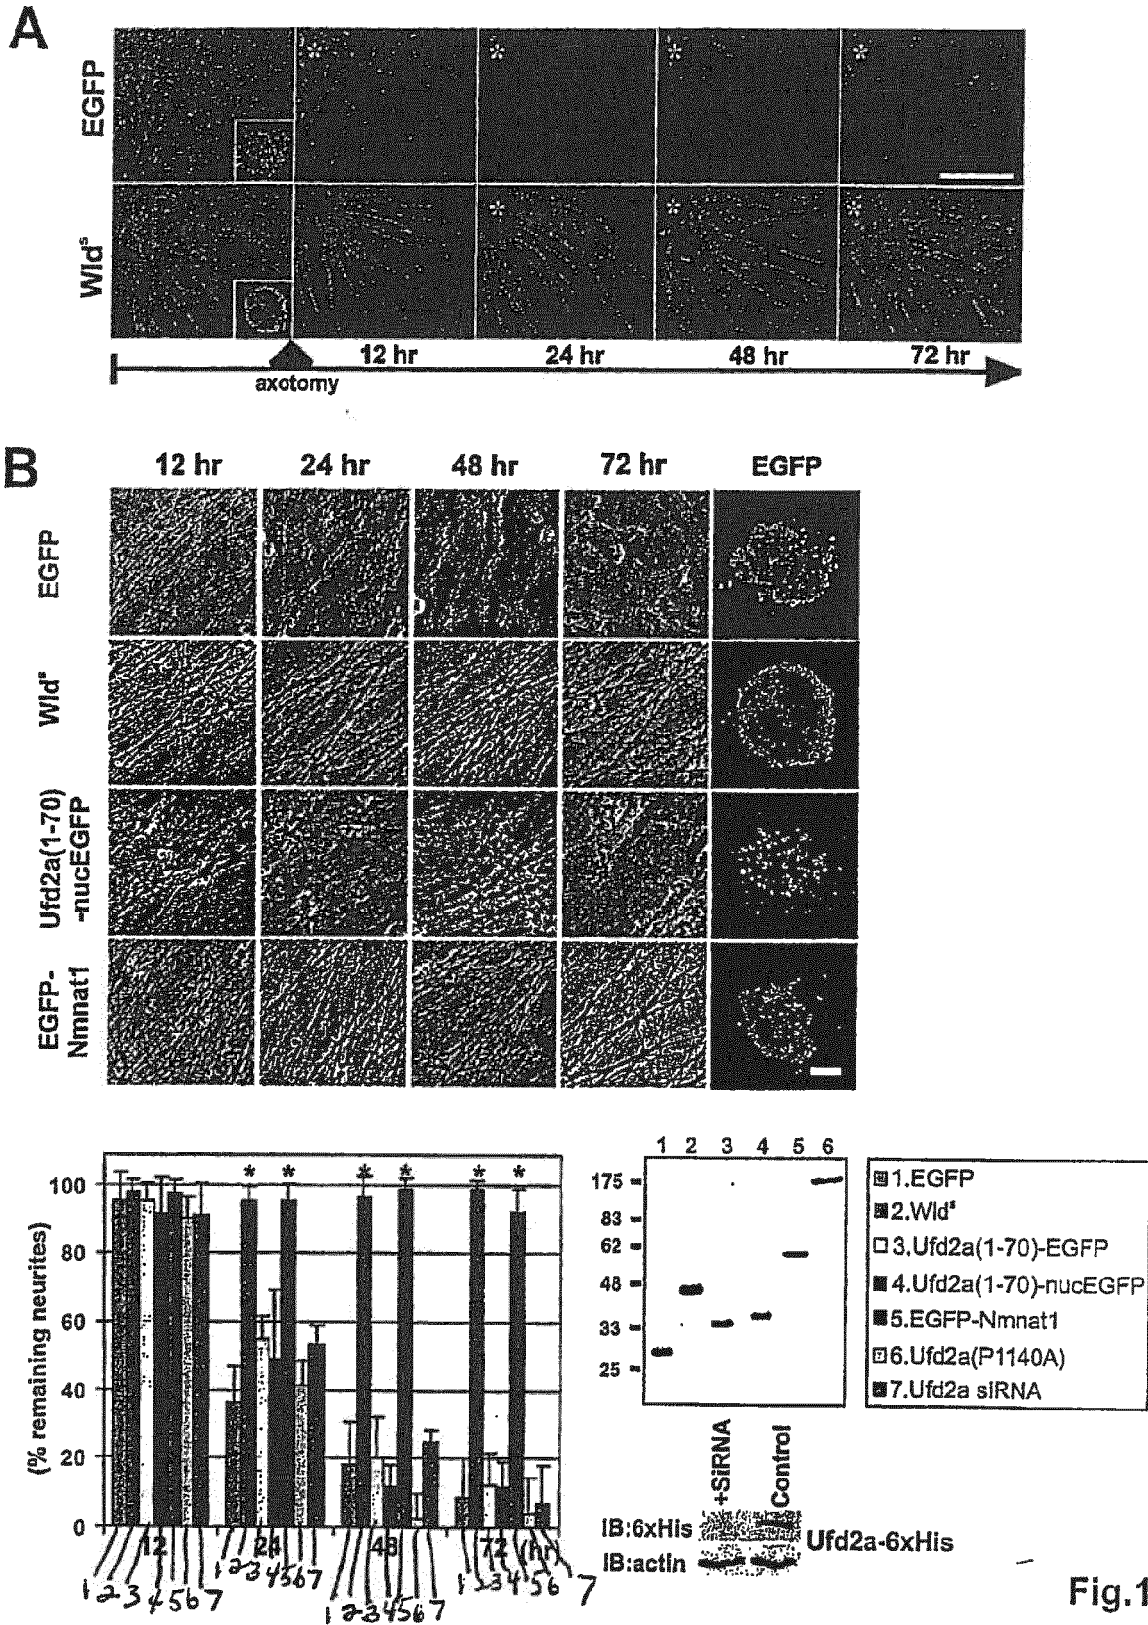 A
EGFP
Wldˢ
* * * *
* * *
12 hr 24 hr 48 hr 72 hr
axotomy
B
12 hr 24 hr 48 hr 72 hr EGFP
EGFP
Wldˢ
Ufd2a(1-70)
-nucEGFP
EGFP-
Nmnat1
(% remaining neurites)
100
80
60
40
20
0
* * * * * *
12 24 48 72 (hr)
1 2 3 4 5 6 7
1 2 3 4 5 6 7
1 2 3 4 5 6 7
1 2 3 4 5 6 7
1 2 3 4 5 6
175
83
62
48
33
25
1.EGFP
2.Wldˢ
3.Ufd2a(1-70)-EGFP
4.Ufd2a(1-70)-nucEGFP
5.EGFP-Nmnat1
6.Ufd2a(P1140A)
7.Ufd2a siRNA
+SiRNA
Control
IB:6xHis
Ufd2a-6xHis
IB:actin
Fig.1